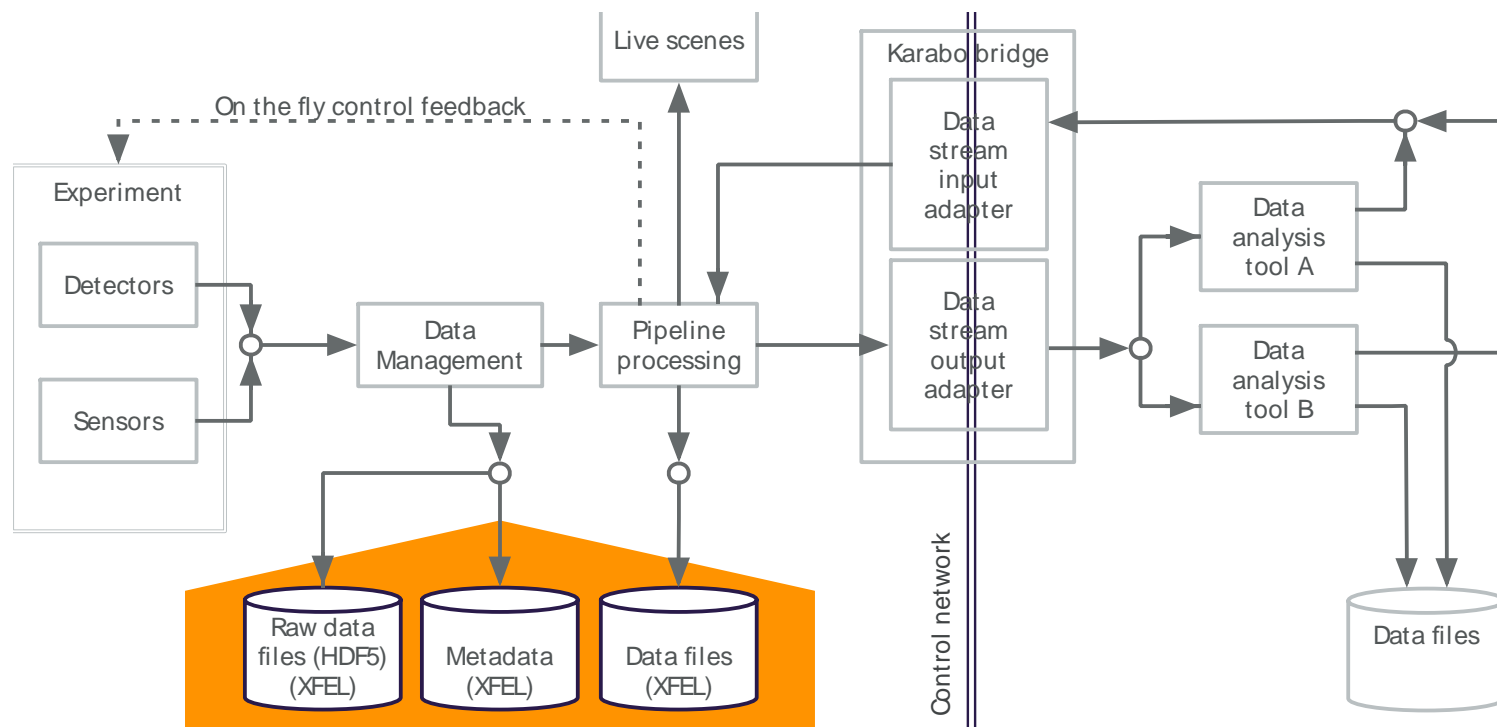 Live scenes
Karabo bridge
On the fly control feedback
Data
stream
input
adapter
Experiment
Data
analysis
tool A
Detectors
Data
Management
Pipeline
processing
Data
stream
output
adapter
Data
analysis
tool B
Sensors
Control network
Raw data
files (HDF5)
(XFEL)
Metadata
(XFEL)
Data files
(XFEL)
Data files